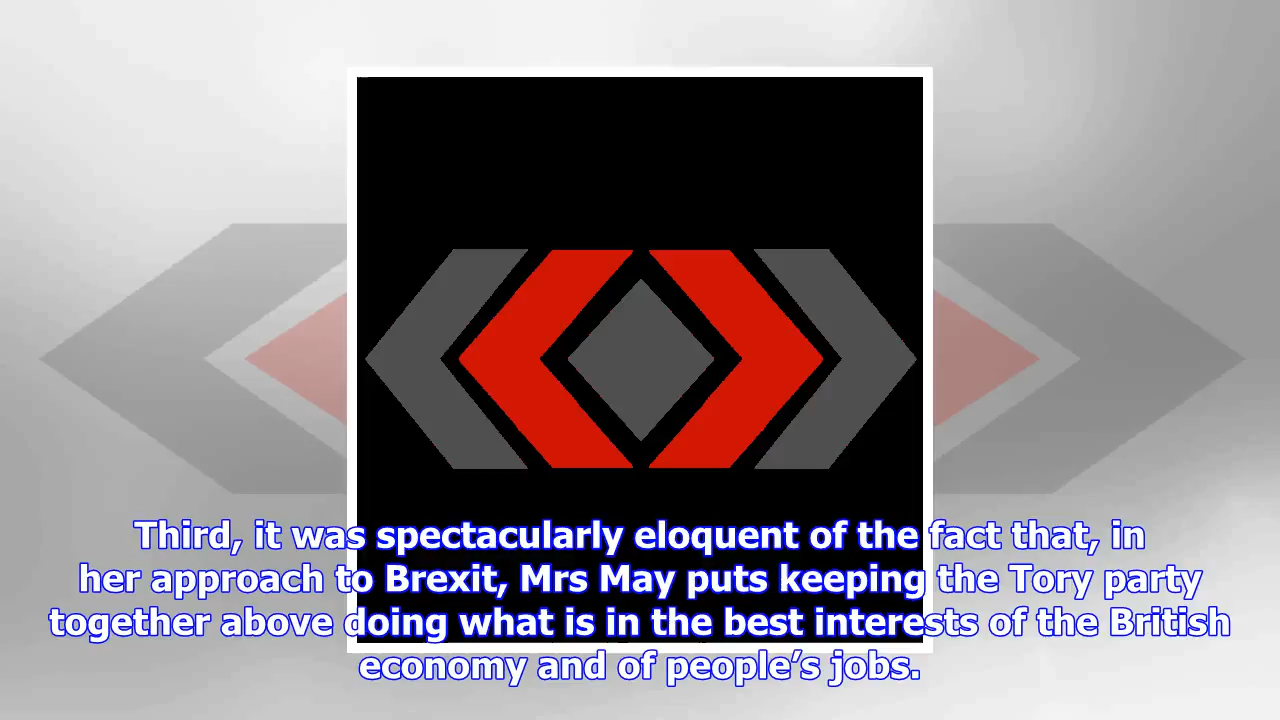 Third, it was spectacularly eloquent of the fact that, in
her approach to Brexit, Mrs May puts keeping the Tory party
together above doing what is in the best interests of the British
economy and of people’s jobs.